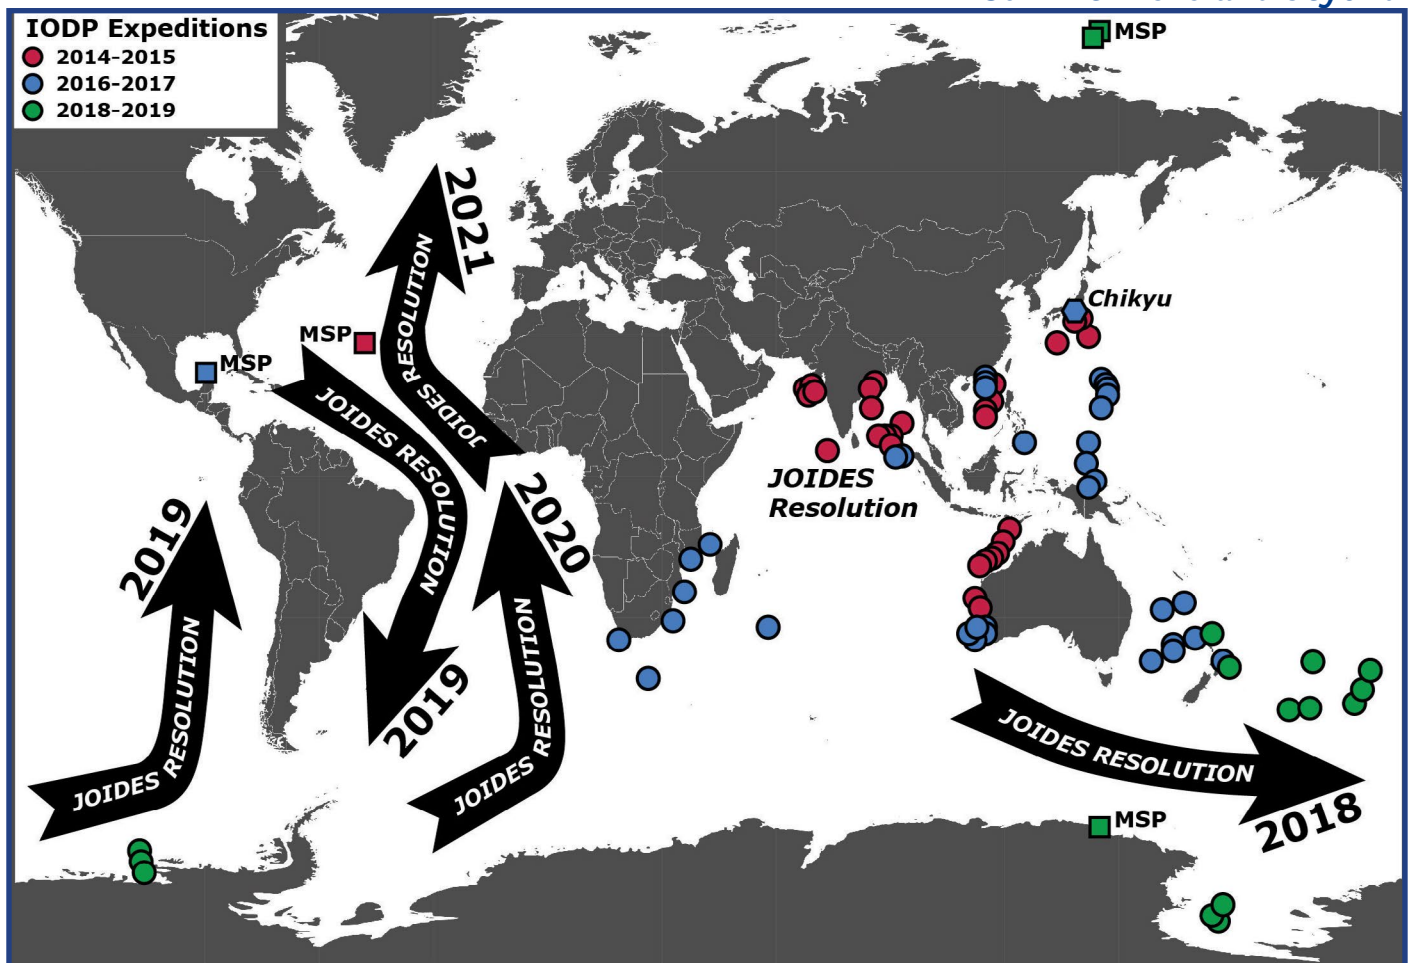 IODP Expeditions
2014-2015
2016-2017
2018-2019
MSP
2021
JOIDES RESOLUTION
Chikyu
MSP
MSP
JOIDES RESOLUTION
JOIDES
Resolution
2019
2020
JOIDES RESOLUTION
2019
JOIDES RESOLUTION
JOIDES RESOLUTION
2018
MSP